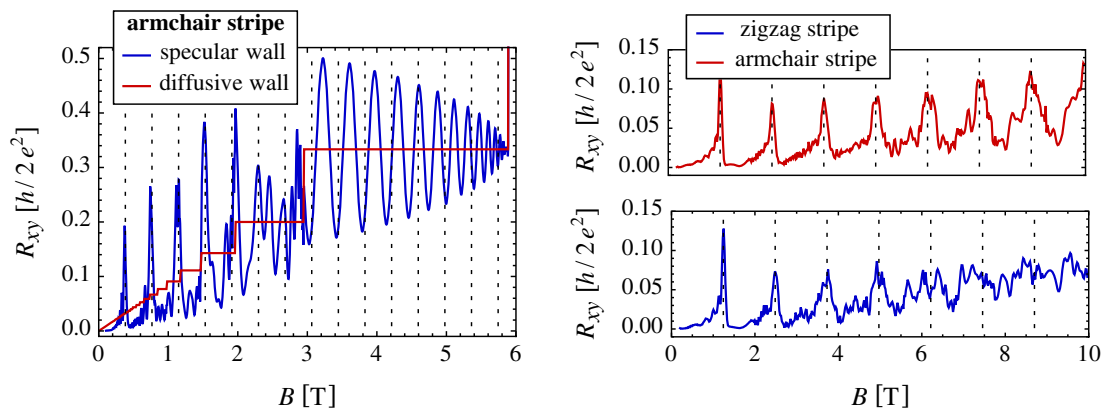 armchair stripe
specular wall
diffusive wall
0.5
0.4
0.3
0.2
0.1
0.0
R_xy [h / 2 e²]
0 1 2 3 4 5 6
B [T]
zigzag stripe
armchair stripe
0.15
0.10
0.05
0.00
R_xy [h / 2 e²]
0.15
0.10
0.05
0.00
R_xy [h / 2 e²]
0 2 4 6 8 10
B [T]